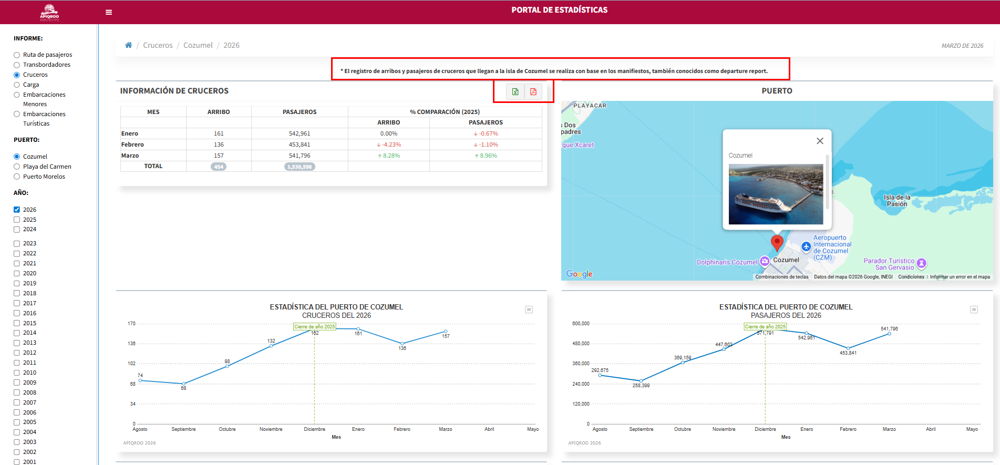 APIQROO
PORTAL DE ESTADÍSTICAS
INFORME:
Ruta de pasajeros
Transbordadores
Cruceros
Carga
Embarcaciones
Menores
Embarcaciones
Turísticas
PUERTO:
Cozumel
Playa del Carmen
Puerto Morelos
AÑO:
2026
2025
2024
2023
2022
2021
2020
2019
2018
2017
2016
2015
2014
2013
2012
2011
2010
2009
2008
2007
2006
2005
2004
2003
2002
2001
/ Cruceros / Cozumel / 2026
MARZO DE 2026
* El registro de arribos y pasajeros de cruceros que llegan a la isla de Cozumel se realiza con base en los manifiestos, también conocidos como departure report.
INFORMACIÓN DE CRUCEROS
MES ARRIBO PASAJEROS % COMPARACIÓN (2025)
ARRIBO PASAJEROS
Enero 161 542,961 0.00% ↓ -0.67%
Febrero 136 453,841 ↓ -4.23% ↓ -1.10%
Marzo 157 541,796 ↑ 8.28% ↑ 8.96%
TOTAL 454 1,538,598
PUERTO
PLAYACAR
s Dos
padres
rque Xcaret
Cozumel
Isla de la
Pasión
Aeropuerto
Internacional
de Cozumel
(CZM)
Dolphinaris Cozumel
Cozumel
Parador Turístico
San Gervasio
Google
Combinaciones de teclas Datos del mapa ©2026 Google, INEGI Condiciones Informar un error en el mapa
ESTADÍSTICA DEL PUERTO DE COZUMEL
CRUCEROS DEL 2026
170
136
102
68
34
0
Cierre de año 2025
74
68
98
132
162
161
136
157
Agosto Septiembre Octubre Noviembre Diciembre Enero Febrero Marzo Abril Mayo
Mes
APIQROO 2026
ESTADÍSTICA DEL PUERTO DE COZUMEL
PASAJEROS DEL 2026
600,000
480,000
360,000
240,000
120,000
0
Cierre de año 2025
292,675
258,399
369,159
447,602
571,791
542,961
453,841
541,796
Agosto Septiembre Octubre Noviembre Diciembre Enero Febrero Marzo Abril Mayo
Mes
APIQROO 2026